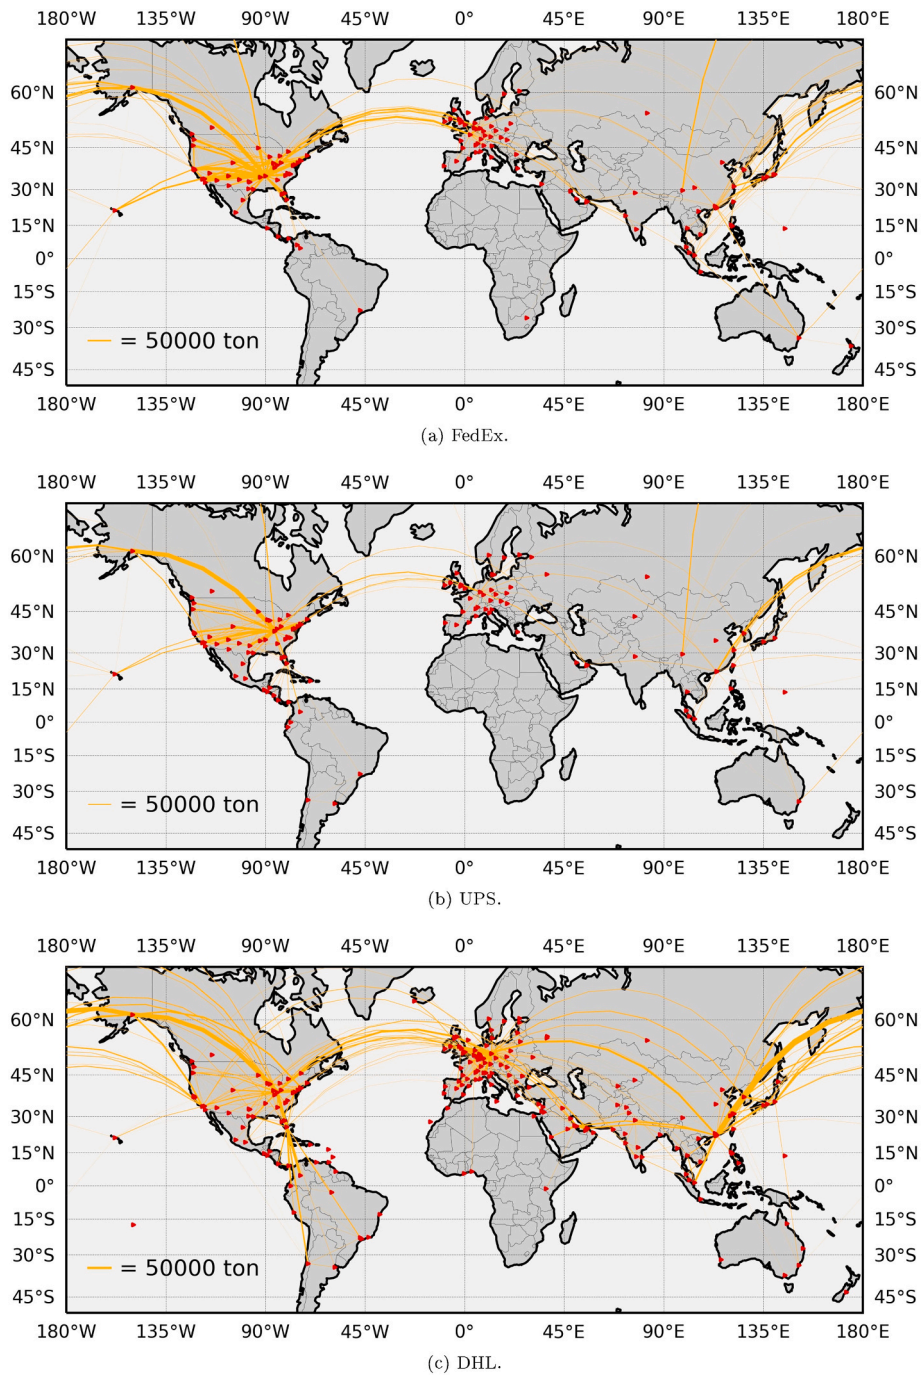 180°W 135°W 90°W 45°W 0° 45°E 90°E 135°E 180°E
60°N 60°N
45°N 45°N
30°N 30°N
15°N 15°N
0° 0°
15°S 15°S
30°S 30°S
= 50000 ton
45°S 45°S
180°W 135°W 90°W 45°W 0° 45°E 90°E 135°E 180°E
(a) FedEx.
180°W 135°W 90°W 45°W 0° 45°E 90°E 135°E 180°E
60°N 60°N
45°N 45°N
30°N 30°N
15°N 15°N
0° 0°
15°S 15°S
30°S 30°S
= 50000 ton
45°S 45°S
180°W 135°W 90°W 45°W 0° 45°E 90°E 135°E 180°E
(b) UPS.
180°W 135°W 90°W 45°W 0° 45°E 90°E 135°E 180°E
60°N 60°N
45°N 45°N
30°N 30°N
15°N 15°N
0° 0°
15°S 15°S
30°S 30°S
= 50000 ton
45°S 45°S
180°W 135°W 90°W 45°W 0° 45°E 90°E 135°E 180°E
(c) DHL.